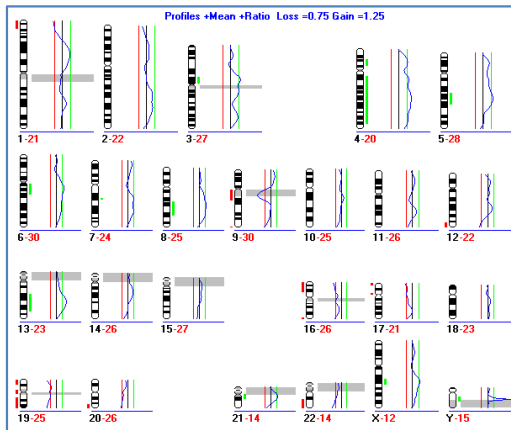 Profiles +Mean +Ratio Loss =0.75 Gain =1.25
1-21 2-22 3-27 4-20 5-28
6-30 7-24 8-25 9-30 10-25 11-26 12-22
13-23 14-26 15-27 16-26 17-21 18-23
19-25 20-26 21-14 22-14 X-12 Y-15